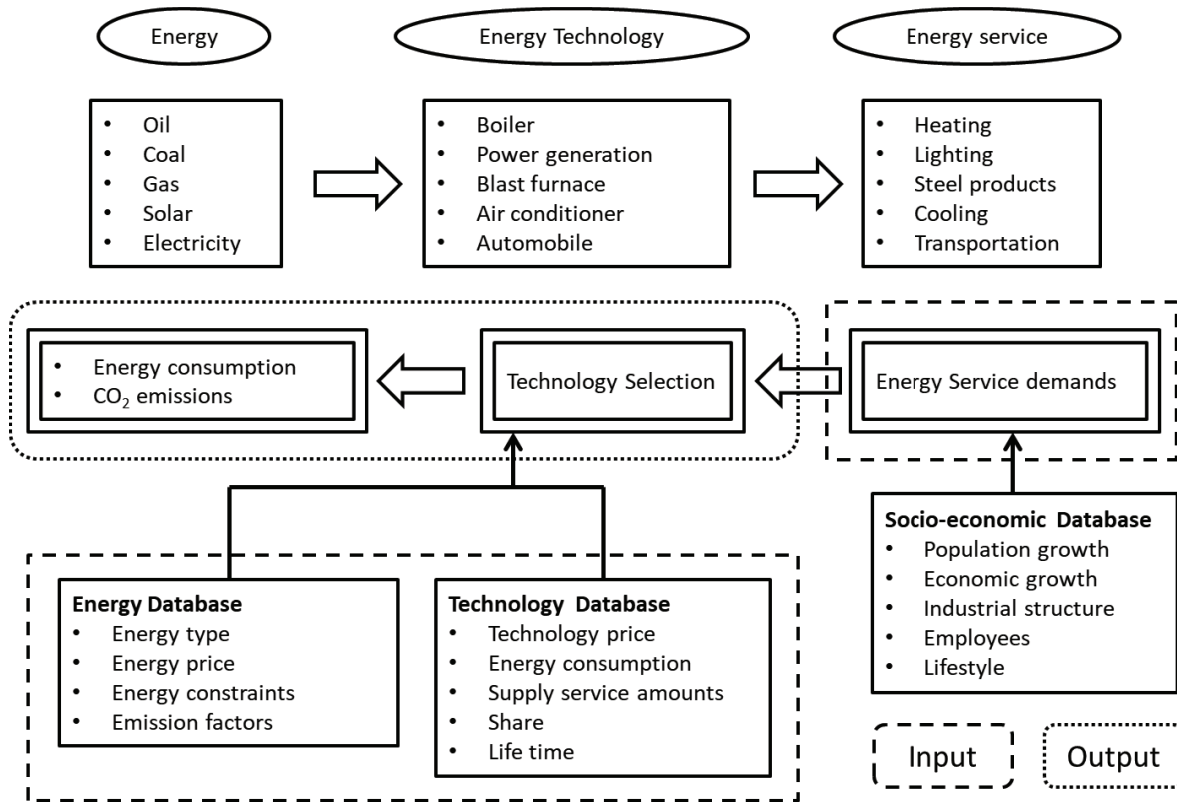 Energy
Energy Technology
Energy service
• Oil
• Coal
• Gas
• Solar
• Electricity
• Boiler
• Power generation
• Blast furnace
• Air conditioner
• Automobile
• Heating
• Lighting
• Steel products
• Cooling
• Transportation
• Energy consumption
• CO₂ emissions
Technology Selection
Energy Service demands
Energy Database
• Energy type
• Energy price
• Energy constraints
• Emission factors
Technology Database
• Technology price
• Energy consumption
• Supply service amounts
• Share
• Life time
Socio-economic Database
• Population growth
• Economic growth
• Industrial structure
• Employees
• Lifestyle
Input
Output